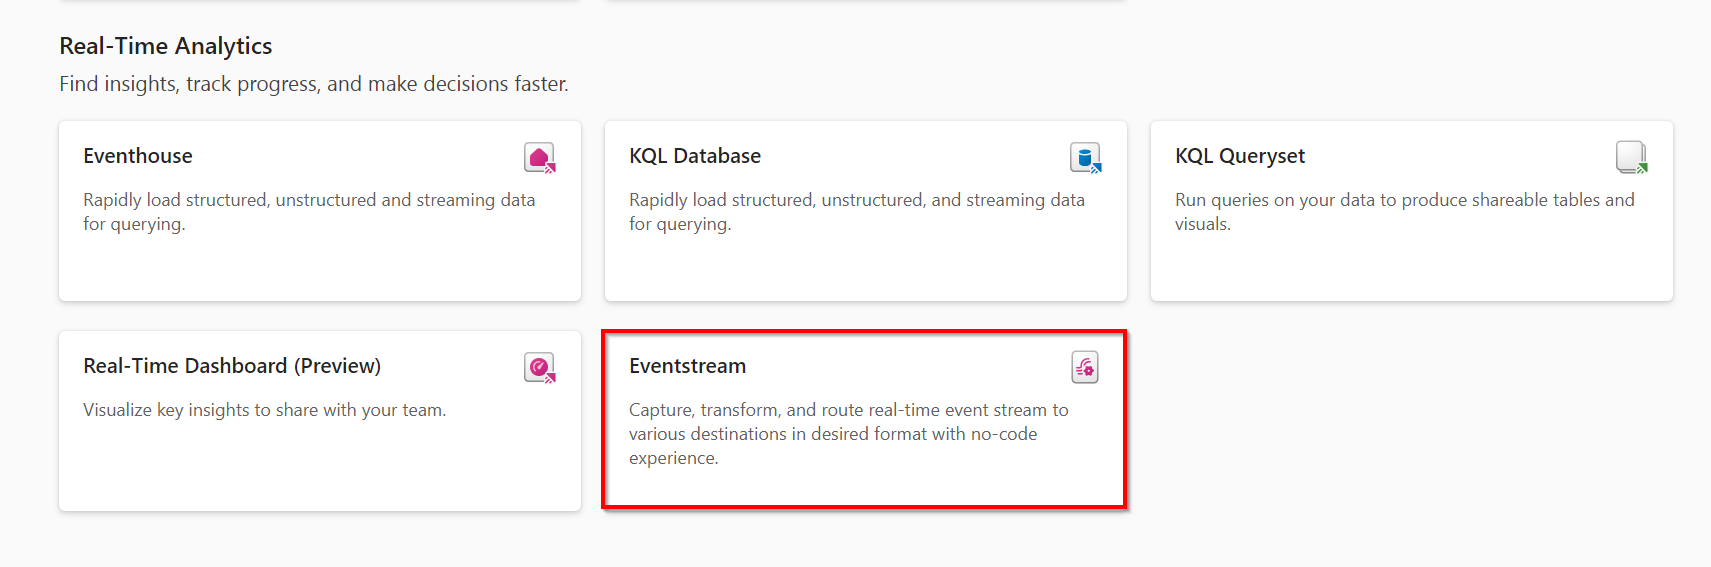 Real-Time Analytics
Find insights, track progress, and make decisions faster.
Eventhouse
Rapidly load structured, unstructured and streaming data
for querying.
KQL Database
Rapidly load structured, unstructured, and streaming data
for querying.
KQL Queryset
Run queries on your data to produce shareable tables and
visuals.
Real-Time Dashboard (Preview)
Visualize key insights to share with your team.
Eventstream
Capture, transform, and route real-time event stream to
various destinations in desired format with no-code
experience.